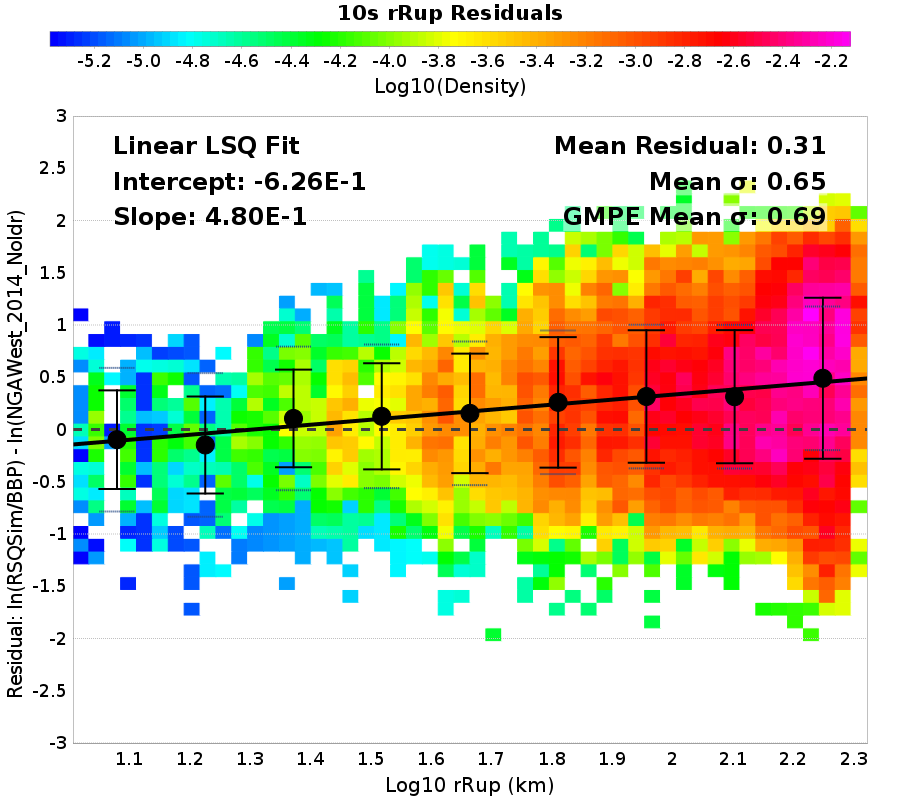 10s rRup Residuals
-5.2 -5.0 -4.8 -4.6 -4.4 -4.2 -4.0 -3.8 -3.6 -3.4 -3.2 -3.0 -2.8 -2.6 -2.4 -2.2
Log10(Density)
Linear LSQ Fit
Intercept: -6.26E-1
Slope: 4.80E-1
Mean Residual: 0.31
Mean σ: 0.65
GMPE Mean σ: 0.69
Residual: ln(RSQSim/BBP) - ln(NGAWest_2014_NoIdr)
3
2.5
2
1.5
1
0.5
0
-0.5
-1
-1.5
-2
-2.5
-3
1.1 1.2 1.3 1.4 1.5 1.6 1.7 1.8 1.9 2 2.1 2.2 2.3
Log10 rRup (km)